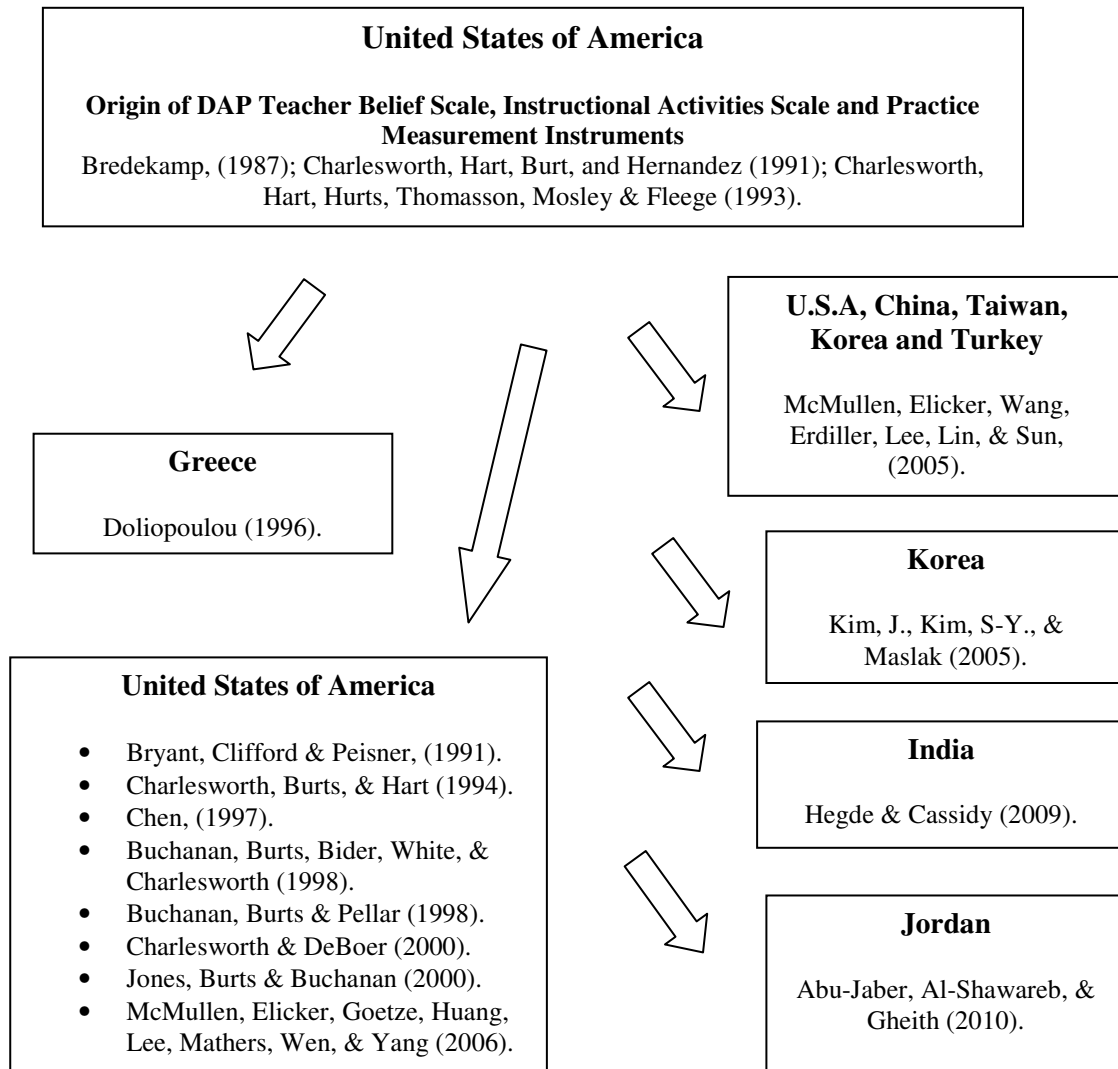 United States of America
Origin of DAP Teacher Belief Scale, Instructional Activities Scale and Practice
Measurement Instruments
Bredekamp, (1987); Charlesworth, Hart, Burt, and Hernandez (1991); Charlesworth,
Hart, Hurts, Thomasson, Mosley & Fleege (1993).
Greece
Doliopoulou (1996).
United States of America
• Bryant, Clifford & Peisner, (1991).
• Charlesworth, Burts, & Hart (1994).
• Chen, (1997).
• Buchanan, Burts, Bider, White, &
Charlesworth (1998).
• Buchanan, Burts & Pellar (1998).
• Charlesworth & DeBoer (2000).
• Jones, Burts & Buchanan (2000).
• McMullen, Elicker, Goetze, Huang,
Lee, Mathers, Wen, & Yang (2006).
U.S.A, China, Taiwan,
Korea and Turkey
McMullen, Elicker, Wang,
Erdiller, Lee, Lin, & Sun,
(2005).
Korea
Kim, J., Kim, S-Y., &
Maslak (2005).
India
Hegde & Cassidy (2009).
Jordan
Abu-Jaber, Al-Shawareb, &
Gheith (2010).